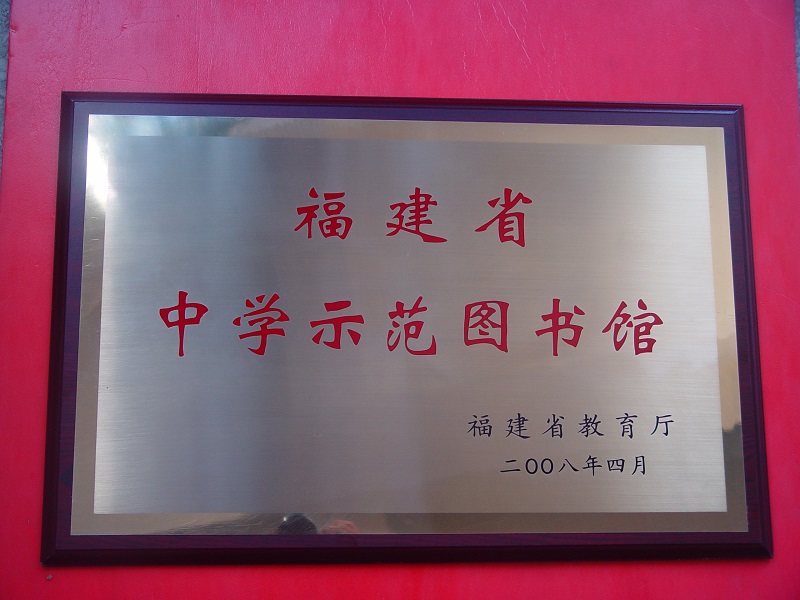 福建省
中学示范图书馆
福建省教育厅
二〇〇八年四月